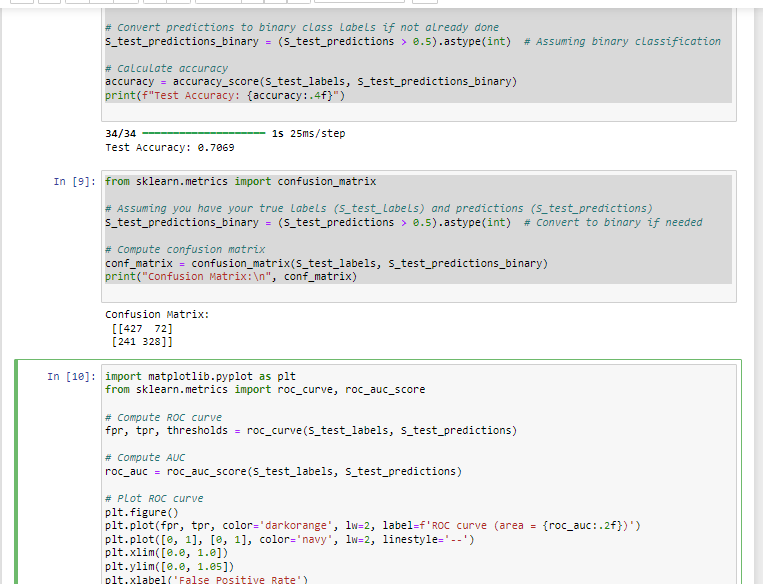 # Convert predictions to binary class labels if not already done
S_test_predictions_binary = (S_test_predictions > 0.5).astype(int)  # Assuming binary classification
# Calculate accuracy
accuracy = accuracy_score(S_test_labels, S_test_predictions_binary)
print(f"Test Accuracy: {accuracy:.4f}")
34/34 ━━━━━━━━━━━━━━━━━━━━ 1s 25ms/step
Test Accuracy: 0.7069
In [9]: from sklearn.metrics import confusion_matrix
# Assuming you have your true labels (S_test_labels) and predictions (S_test_predictions)
S_test_predictions_binary = (S_test_predictions > 0.5).astype(int)  # Convert to binary if needed
# Compute confusion matrix
conf_matrix = confusion_matrix(S_test_labels, S_test_predictions_binary)
print("Confusion Matrix:\n", conf_matrix)
Confusion Matrix:
[[427  72]
[241 328]]
In [10]: import matplotlib.pyplot as plt
from sklearn.metrics import roc_curve, roc_auc_score
# Compute ROC curve
fpr, tpr, thresholds = roc_curve(S_test_labels, S_test_predictions)
# Compute AUC
roc_auc = roc_auc_score(S_test_labels, S_test_predictions)
# Plot ROC curve
plt.figure()
plt.plot(fpr, tpr, color='darkorange', lw=2, label=f'ROC curve (area = {roc_auc:.2f})')
plt.plot([0, 1], [0, 1], color='navy', lw=2, linestyle='--')
plt.xlim([0.0, 1.0])
plt.ylim([0.0, 1.05])
plt.xlabel('False Positive Rate')